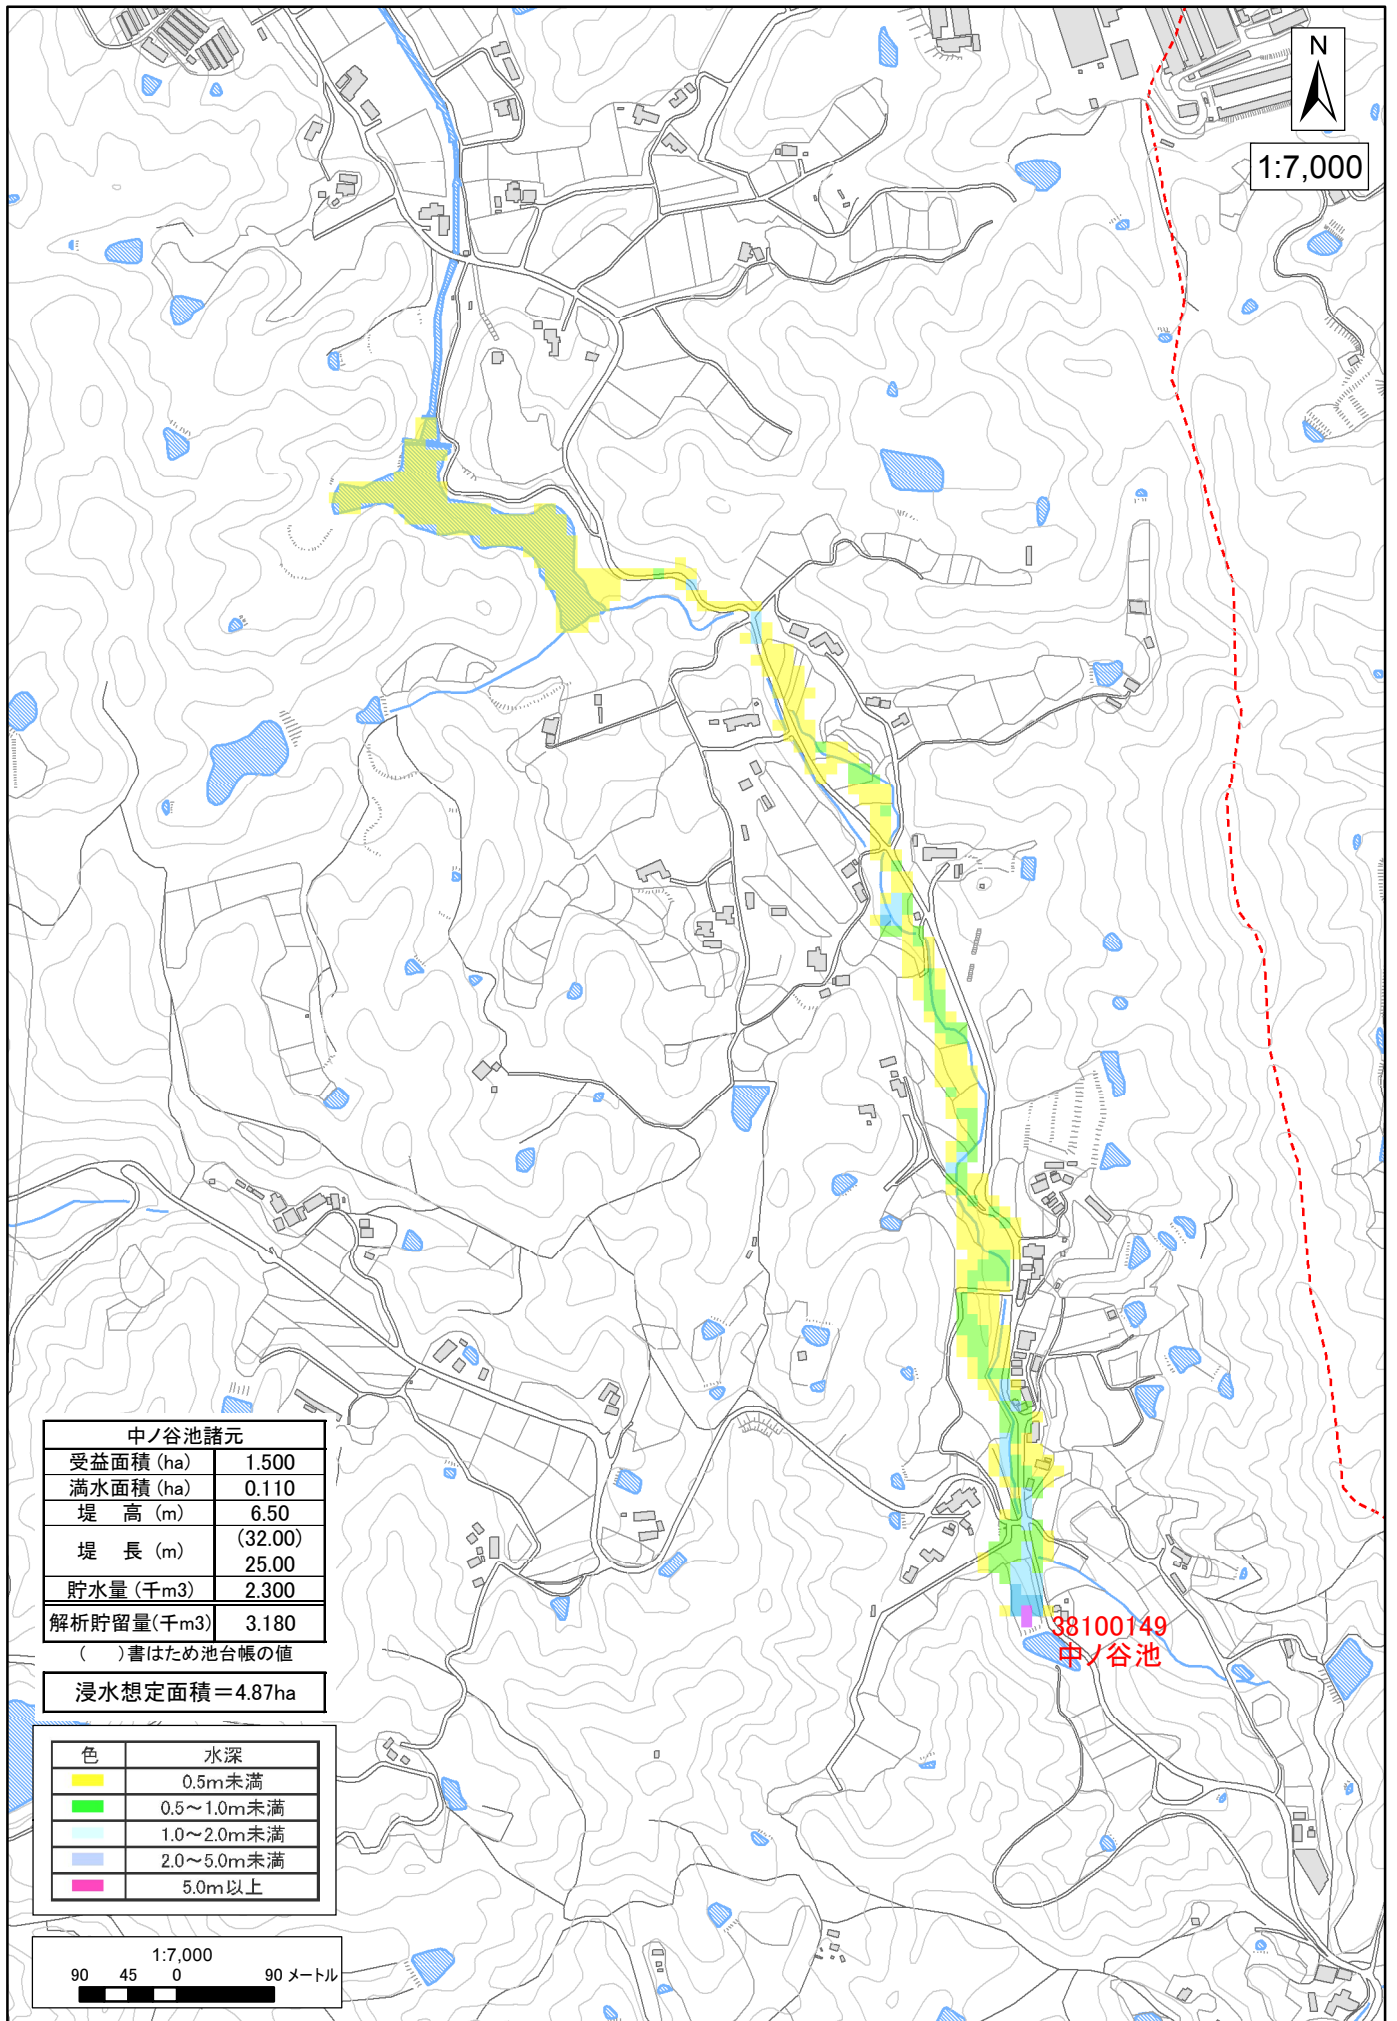 N
1:7,000
38100149
中ノ谷池
中ノ谷池諸元
受益面積 (ha) 1.500
満水面積 (ha) 0.110
堤 高 (m) 6.50
堤 長 (m) (32.00)
25.00
貯水量 (千m3) 2.300
解析貯留量(千m3) 3.180
( )書はため池台帳の値
浸水想定面積=4.87ha
色 水深
0.5m未満
0.5~1.0m未満
1.0~2.0m未満
2.0~5.0m未満
5.0m以上
1:7,000
90 45 0 90 メートル